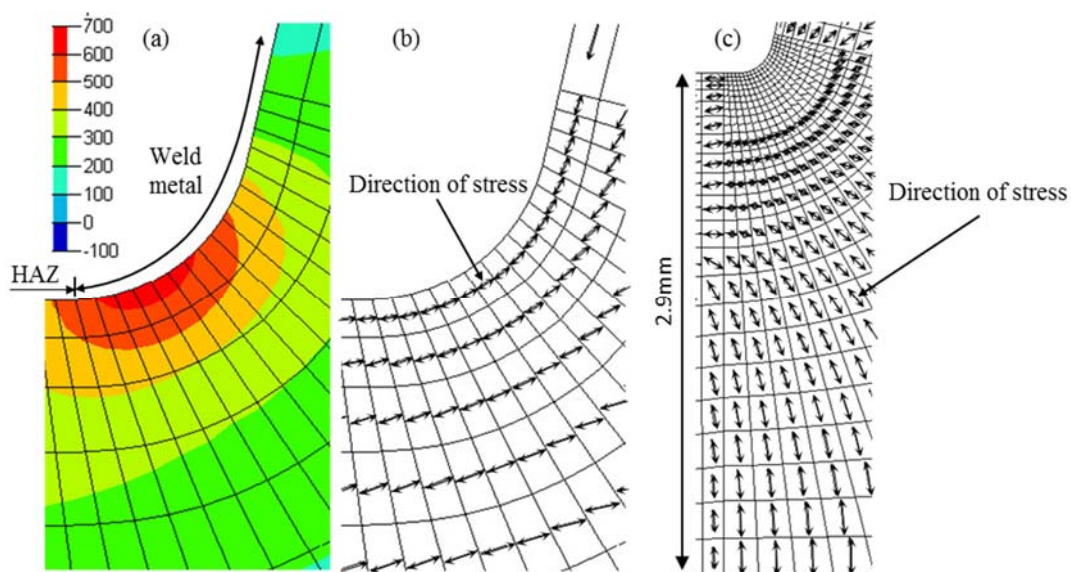 700
600
500
400
300
200
100
0
-100
(a)
Weld
metal
HAZ
(b)
Direction of stress
(c)
Direction of stress
2.9mm